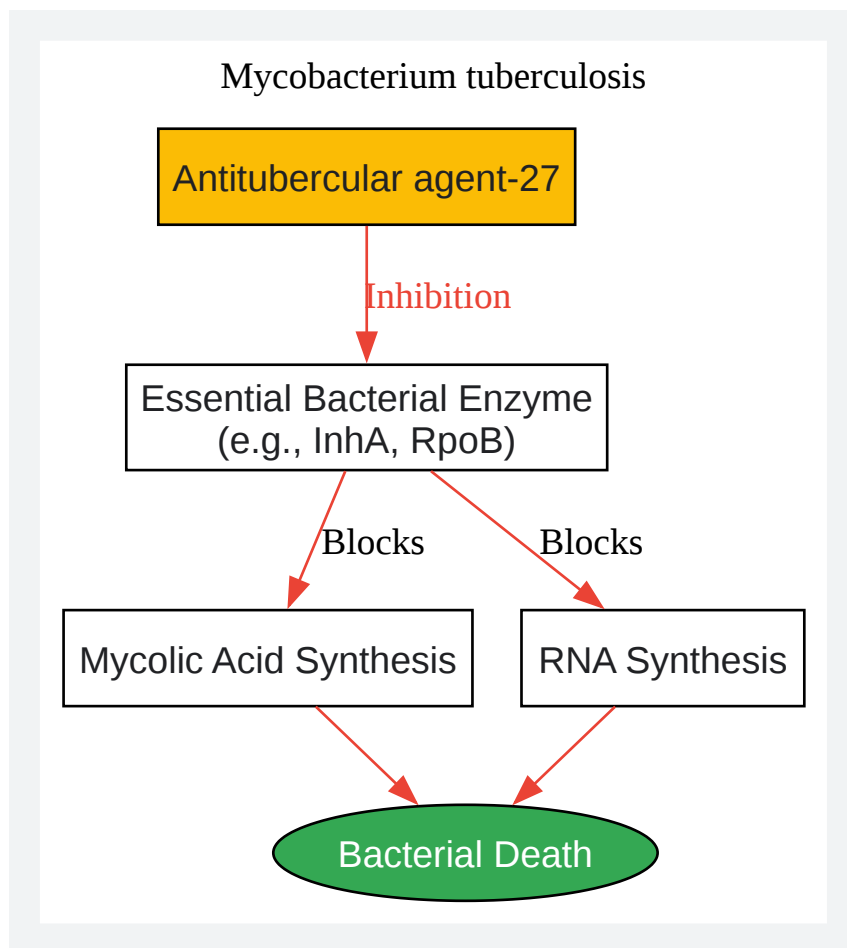 Mycobacterium tuberculosis
Antitubercular agent-27
Inhibition
Essential Bacterial Enzyme
(e.g., InhA, RpoB)
Blocks
Blocks
Mycolic Acid Synthesis
RNA Synthesis
Bacterial Death